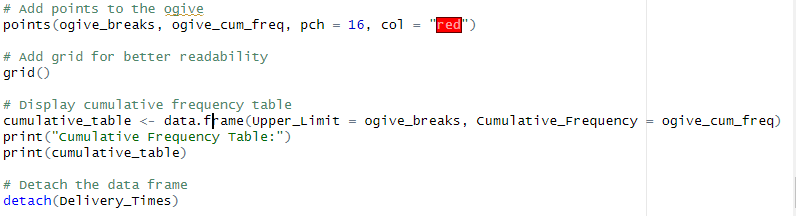 # Add points to the ogive
points(ogive_breaks, ogive_cum_freq, pch = 16, col = "red")
# Add grid for better readability
grid()
# Display cumulative frequency table
cumulative_table <- data.frame(Upper_Limit = ogive_breaks, Cumulative_Frequency = ogive_cum_freq)
print("Cumulative Frequency Table:")
print(cumulative_table)
# Detach the data frame
detach(Delivery_Times)